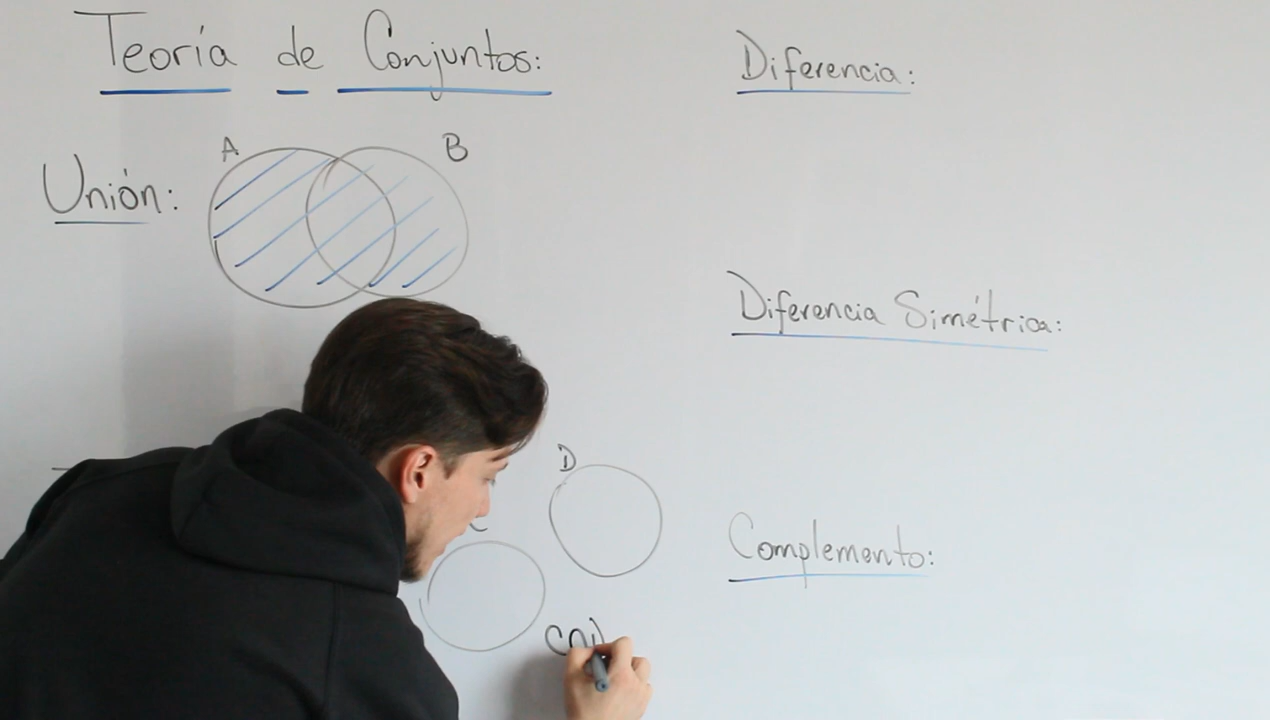 Teoría de Conjuntos:
Unión:
A
B
C
D
Diferencia:
Diferencia Simétrica:
Complemento: